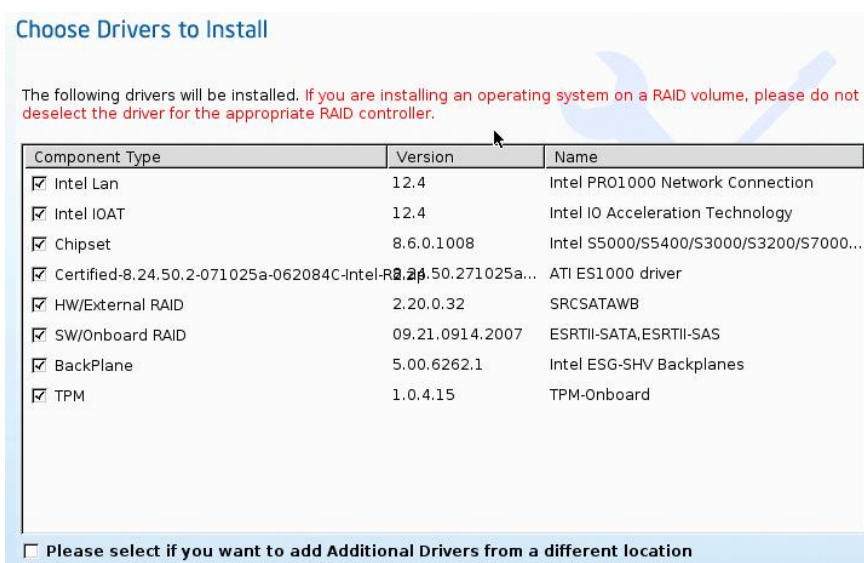 Choose Drivers to Install
The following drivers will be installed. If you are installing an operating system on a RAID volume, please do not
deselect the driver for the appropriate RAID controller.
Component Type Version Name
Intel Lan 12.4 Intel PRO1000 Network Connection
Intel IOAT 12.4 Intel IO Acceleration Technology
Chipset 8.6.0.1008 Intel S5000/S5400/S3000/S3200/S7000...
Certified-8.24.50.2-071025a-062084C-Intel- ATI ES1000 driver
HW/External RAID 2.20.0.32 SRCSATAWB
SW/Onboard RAID 09.21.0914.2007 ESRTII-SATA,ESRTII-SAS
BackPlane 5.00.6262.1 Intel ESG-SHV Backplanes
TPM 1.0.4.15 TPM-Onboard
Please select if you want to add Additional Drivers from a different location